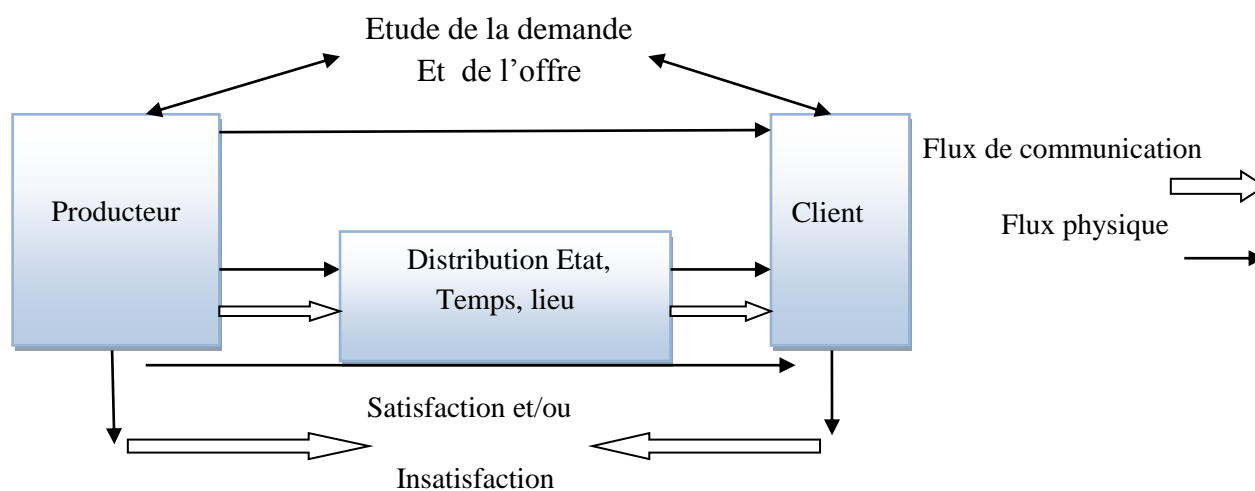 Etude de la demande
Et de l’offre
Producteur
Client
Flux de communication
Flux physique
Distribution Etat,
Temps, lieu
Satisfaction et/ou
Insatisfaction